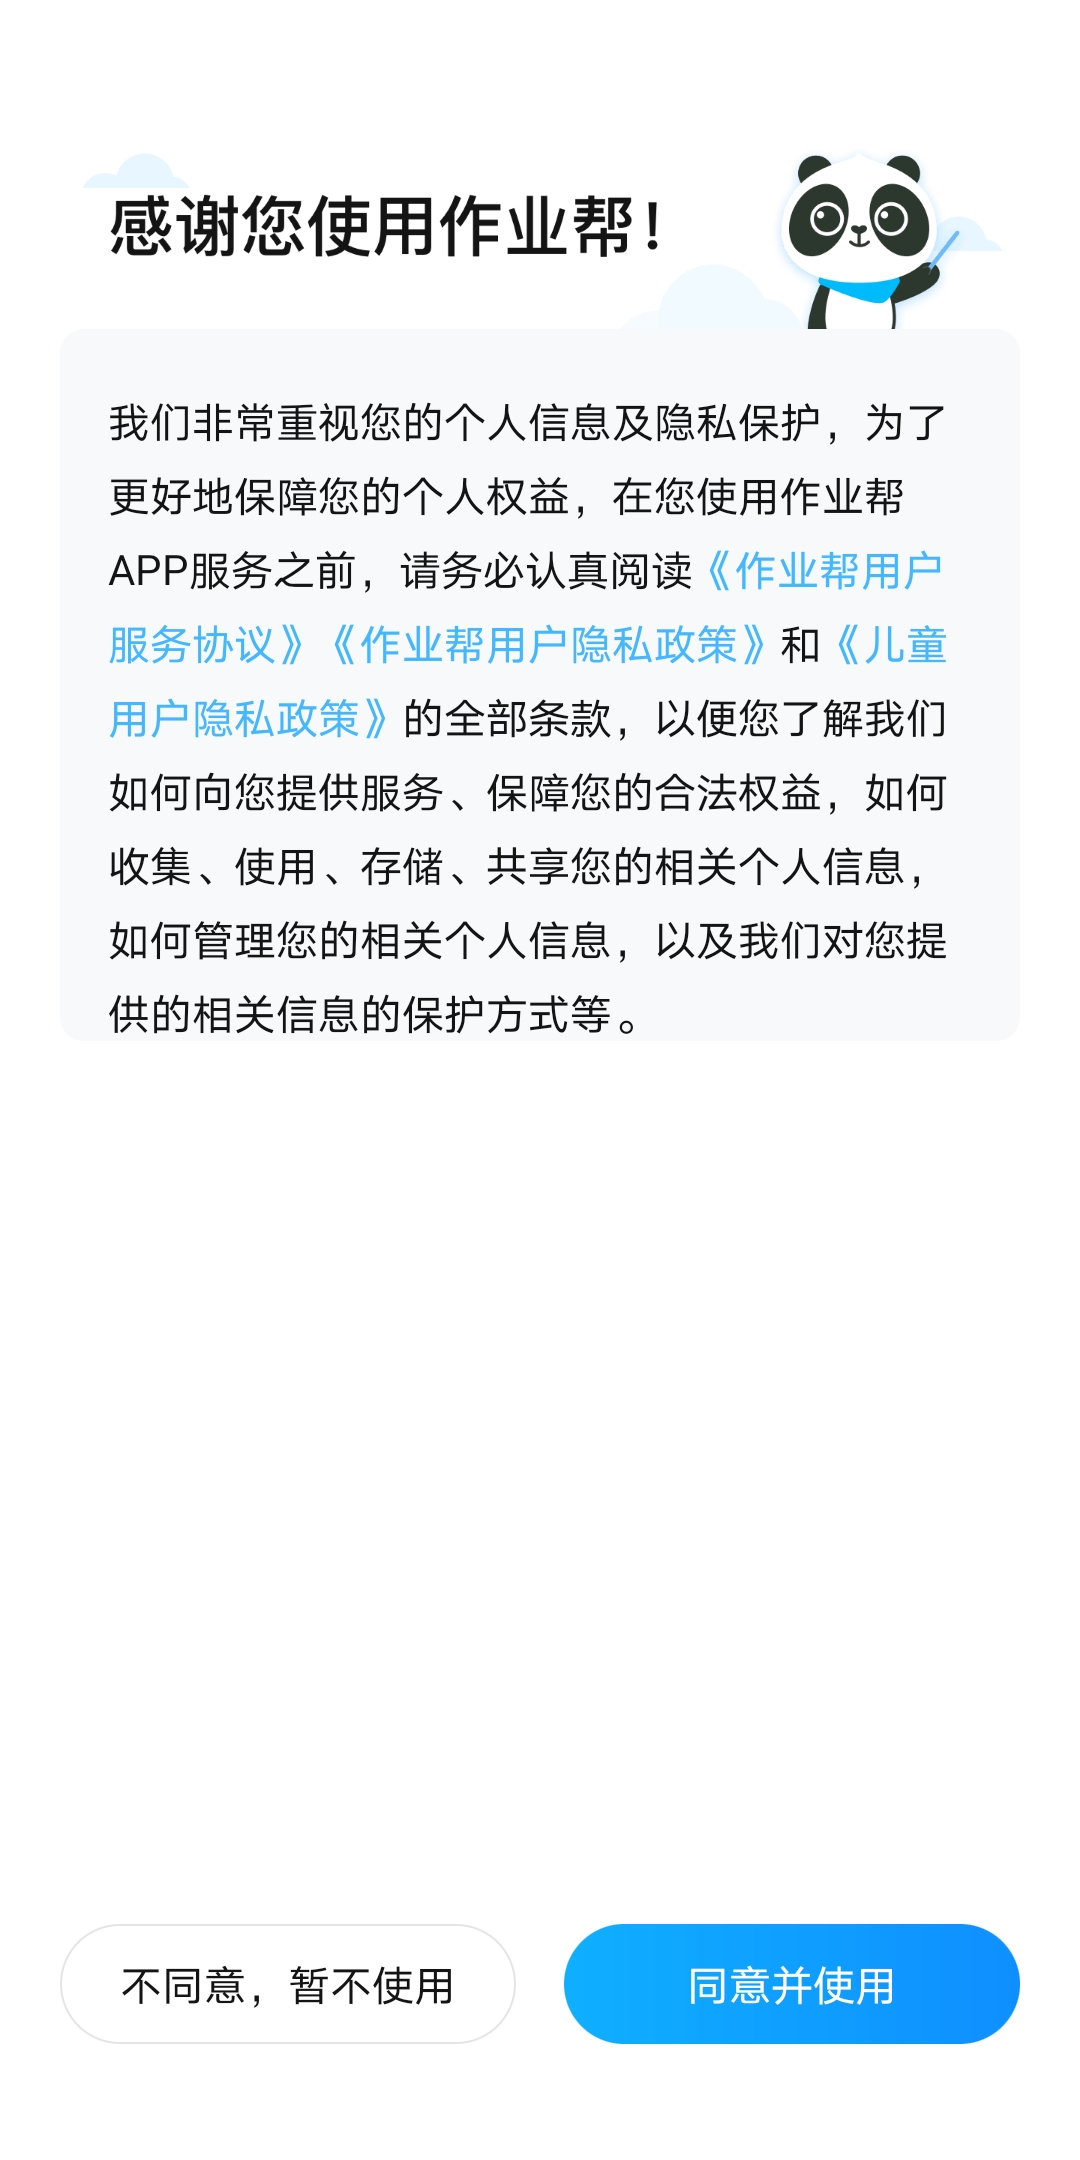 感谢您使用作业帮！
我们非常重视您的个人信息及隐私保护，为了
更好地保障您的个人权益，在您使用作业帮
APP服务之前，请务必认真阅读《作业帮用户
服务协议》《作业帮用户隐私政策》和《儿童
用户隐私政策》的全部条款，以便您了解我们
如何向您提供服务、保障您的合法权益，如何
收集、使用、存储、共享您的相关个人信息，
如何管理您的相关个人信息，以及我们对您提
供的相关信息的保护方式等。
不同意，暂不使用
同意并使用